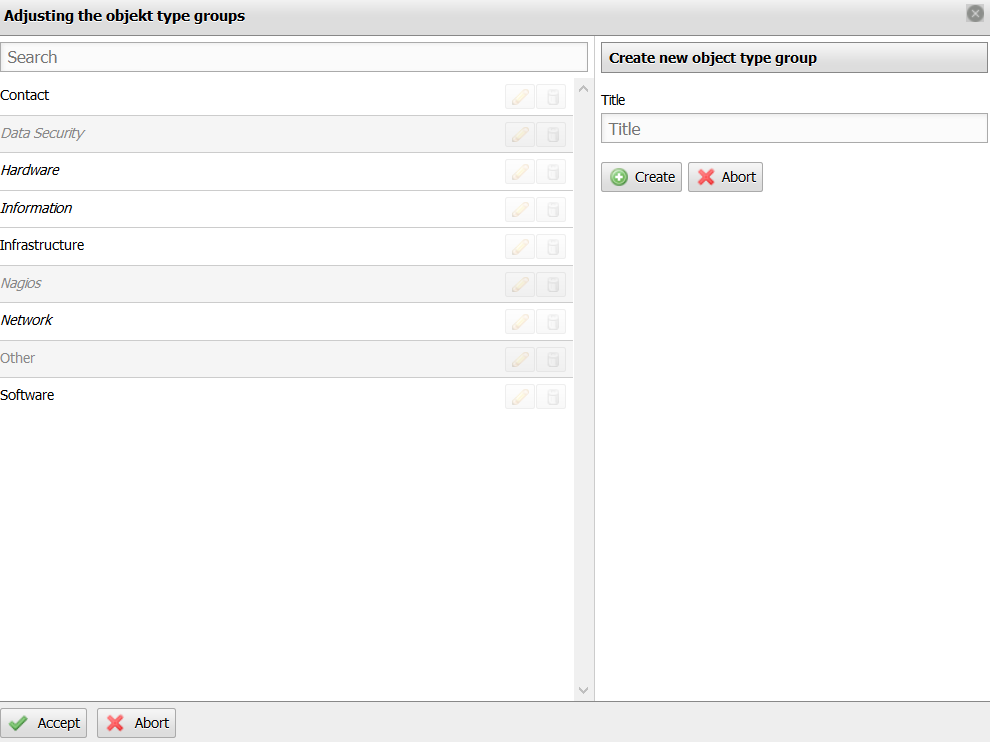 Adjusting the objekt type groups
Search
Contact
Data Security
Hardware
Information
Infrastructure
Nagios
Network
Other
Software
Create new object type group
Title
Title
Create Abort
Accept Abort